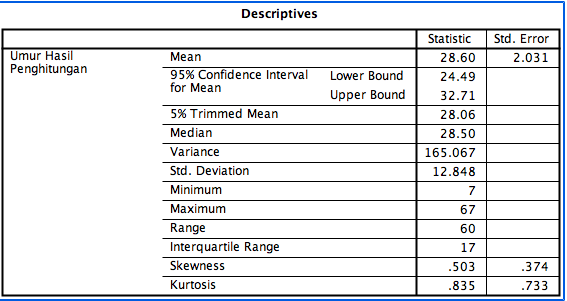 Descriptives
Statistic Std. Error
Umur Hasil Penghitungan Mean 28.60 2.031
95% Confidence Interval for Mean Lower Bound 24.49
Upper Bound 32.71
5% Trimmed Mean 28.06
Median 28.50
Variance 165.067
Std. Deviation 12.848
Minimum 7
Maximum 67
Range 60
Interquartile Range 17
Skewness .503 .374
Kurtosis .835 .733